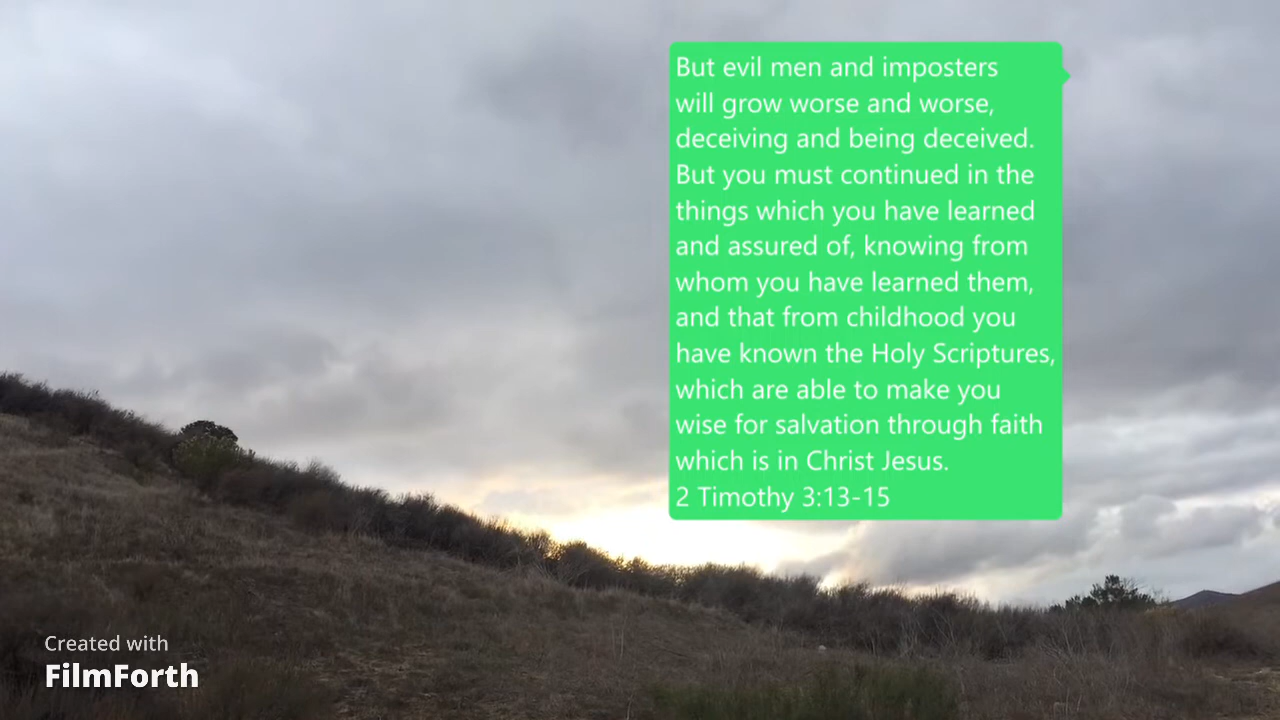 But evil men and imposters
will grow worse and worse,
deceiving and being deceived.
But you must continued in the
things which you have learned
and assured of, knowing from
whom you have learned them,
and that from childhood you
have known the Holy Scriptures,
which are able to make you
wise for salvation through faith
which is in Christ Jesus.
2 Timothy 3:13-15
Created with
FilmForth